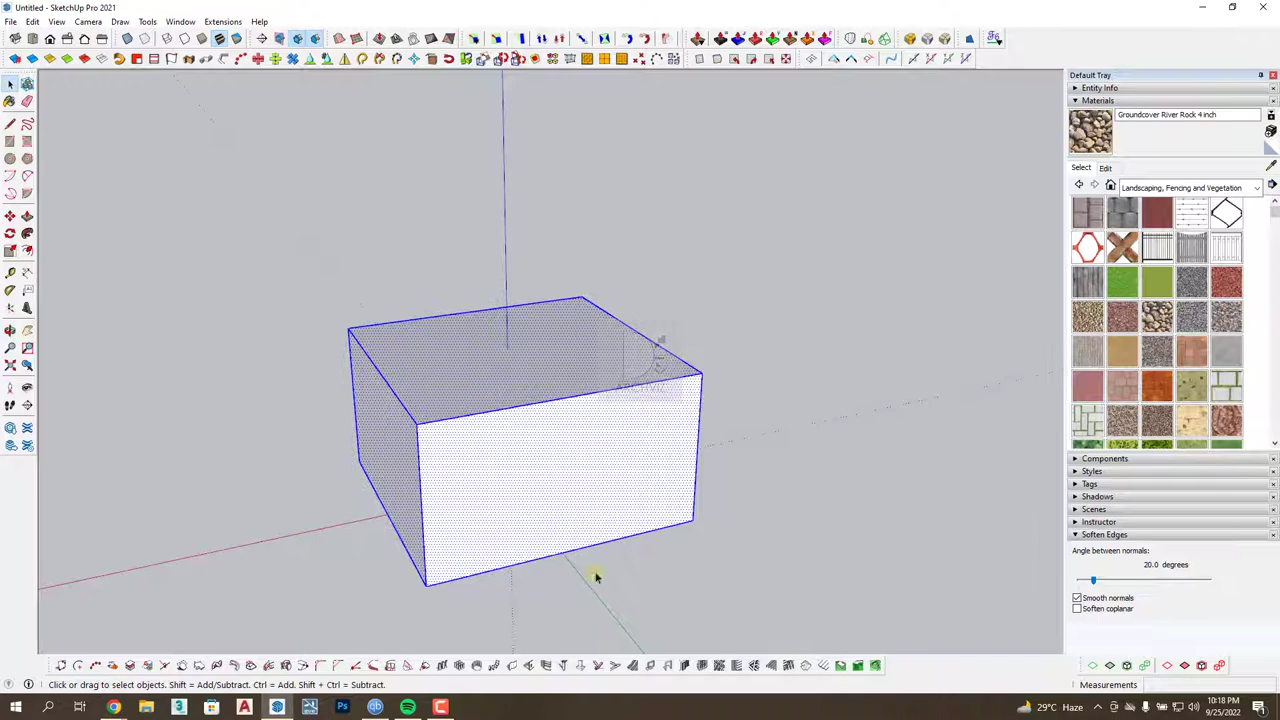 Untitled - SketchUp Pro 2021
File Edit View Camera Draw Tools Window Extensions Help
Default Tray
Entity Info
Materials
Groundcover River Rock 4 inch
Select Edit
Landscaping, Fencing and Vegetation
Components
Styles
Tags
Shadows
Scenes
Instructor
Soften Edges
Angle between normals:
20.0 degrees
Smooth normals
Soften coplanar
Click or drag to select objects. Shift = Add/Subtract. Ctrl = Add. Shift + Ctrl = Subtract.
Measurements
29°C Haze
10:18 PM
9/25/2022